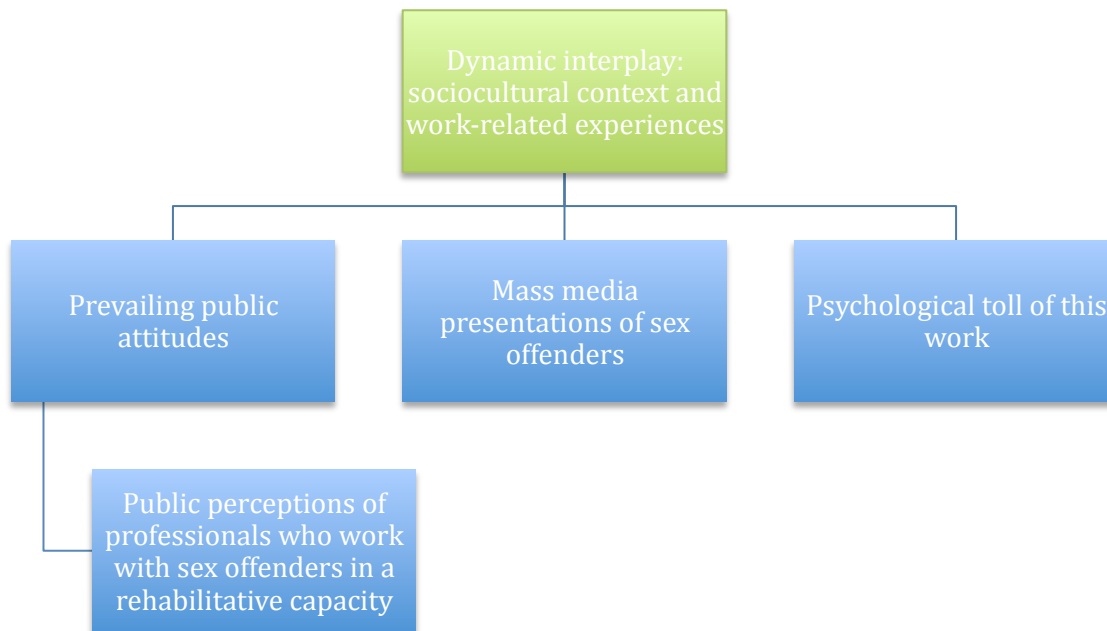 Dynamic interplay:
sociocultural context and
work-related experiences
Prevailing public
attitudes
Mass media
presentations of sex
offenders
Psychological toll of this
work
Public perceptions of
professionals who work
with sex offenders in a
rehabilitative capacity